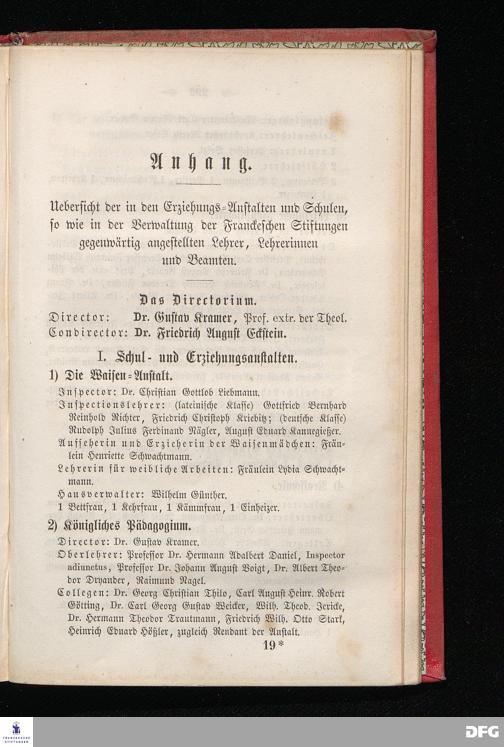 Anhang.
Uebersicht der in den Erziehungs-Anstalten und Schulen,
so wie in der Verwaltung der Franckeschen Stiftungen
gegenwärtig angestellten Lehrer, Lehrerinnen
und Beamten.
Das Directorium.
Director: Dr. Gustav Kramer, Prof. extr. der Theol.
Condirector: Dr. Friedrich August Eckstein.
I. Schul- und Erziehungsanstalten.
1) Die Waisen-Anstalt.
Inspector: Dr. Christian Gottlob Liebmann.
Inspectionslehrer: (lateinische Klasse) Gottfried Bernhard
Reinhold Richter, Friedrich Christoph Kriebitz; (deutsche Klasse)
Rudolph Julius Ferdinand Nägler, August Eduard Kannegießer.
Aufseherin und Erzieherin der Waisenmädchen: Fräu-
lein Henriette Schwachtmann.
Lehrerin für weibliche Arbeiten: Fräulein Lydia Schwacht-
mann.
Hausverwalter: Wilhelm Günther.
1 Bettfrau, 1 Kehrfrau, 1 Kämmfrau, 1 Einheizer.
2) Königliches Pädagogium.
Director: Dr. Gustav Kramer.
Oberlehrer: Professor Dr. Hermann Adalbert Daniel, Inspector
adiunctus, Professor Dr. Johann August Voigt, Dr. Albert Theo-
dor Dryander, Raimund Nagel.
Collegen: Dr. Georg Christian Thilo, Carl August Heinr. Robert
Götting, Dr. Carl Georg Gustav Weicker, Wilh. Theod. Jericke,
Dr. Hermann Theodor Trautmann, Friedrich Wilh. Otto Stark,
Heinrich Eduard Hößler, zugleich Rendant der Anstalt.
19*
FRANCKESCHE
STIFTUNGEN
DFG